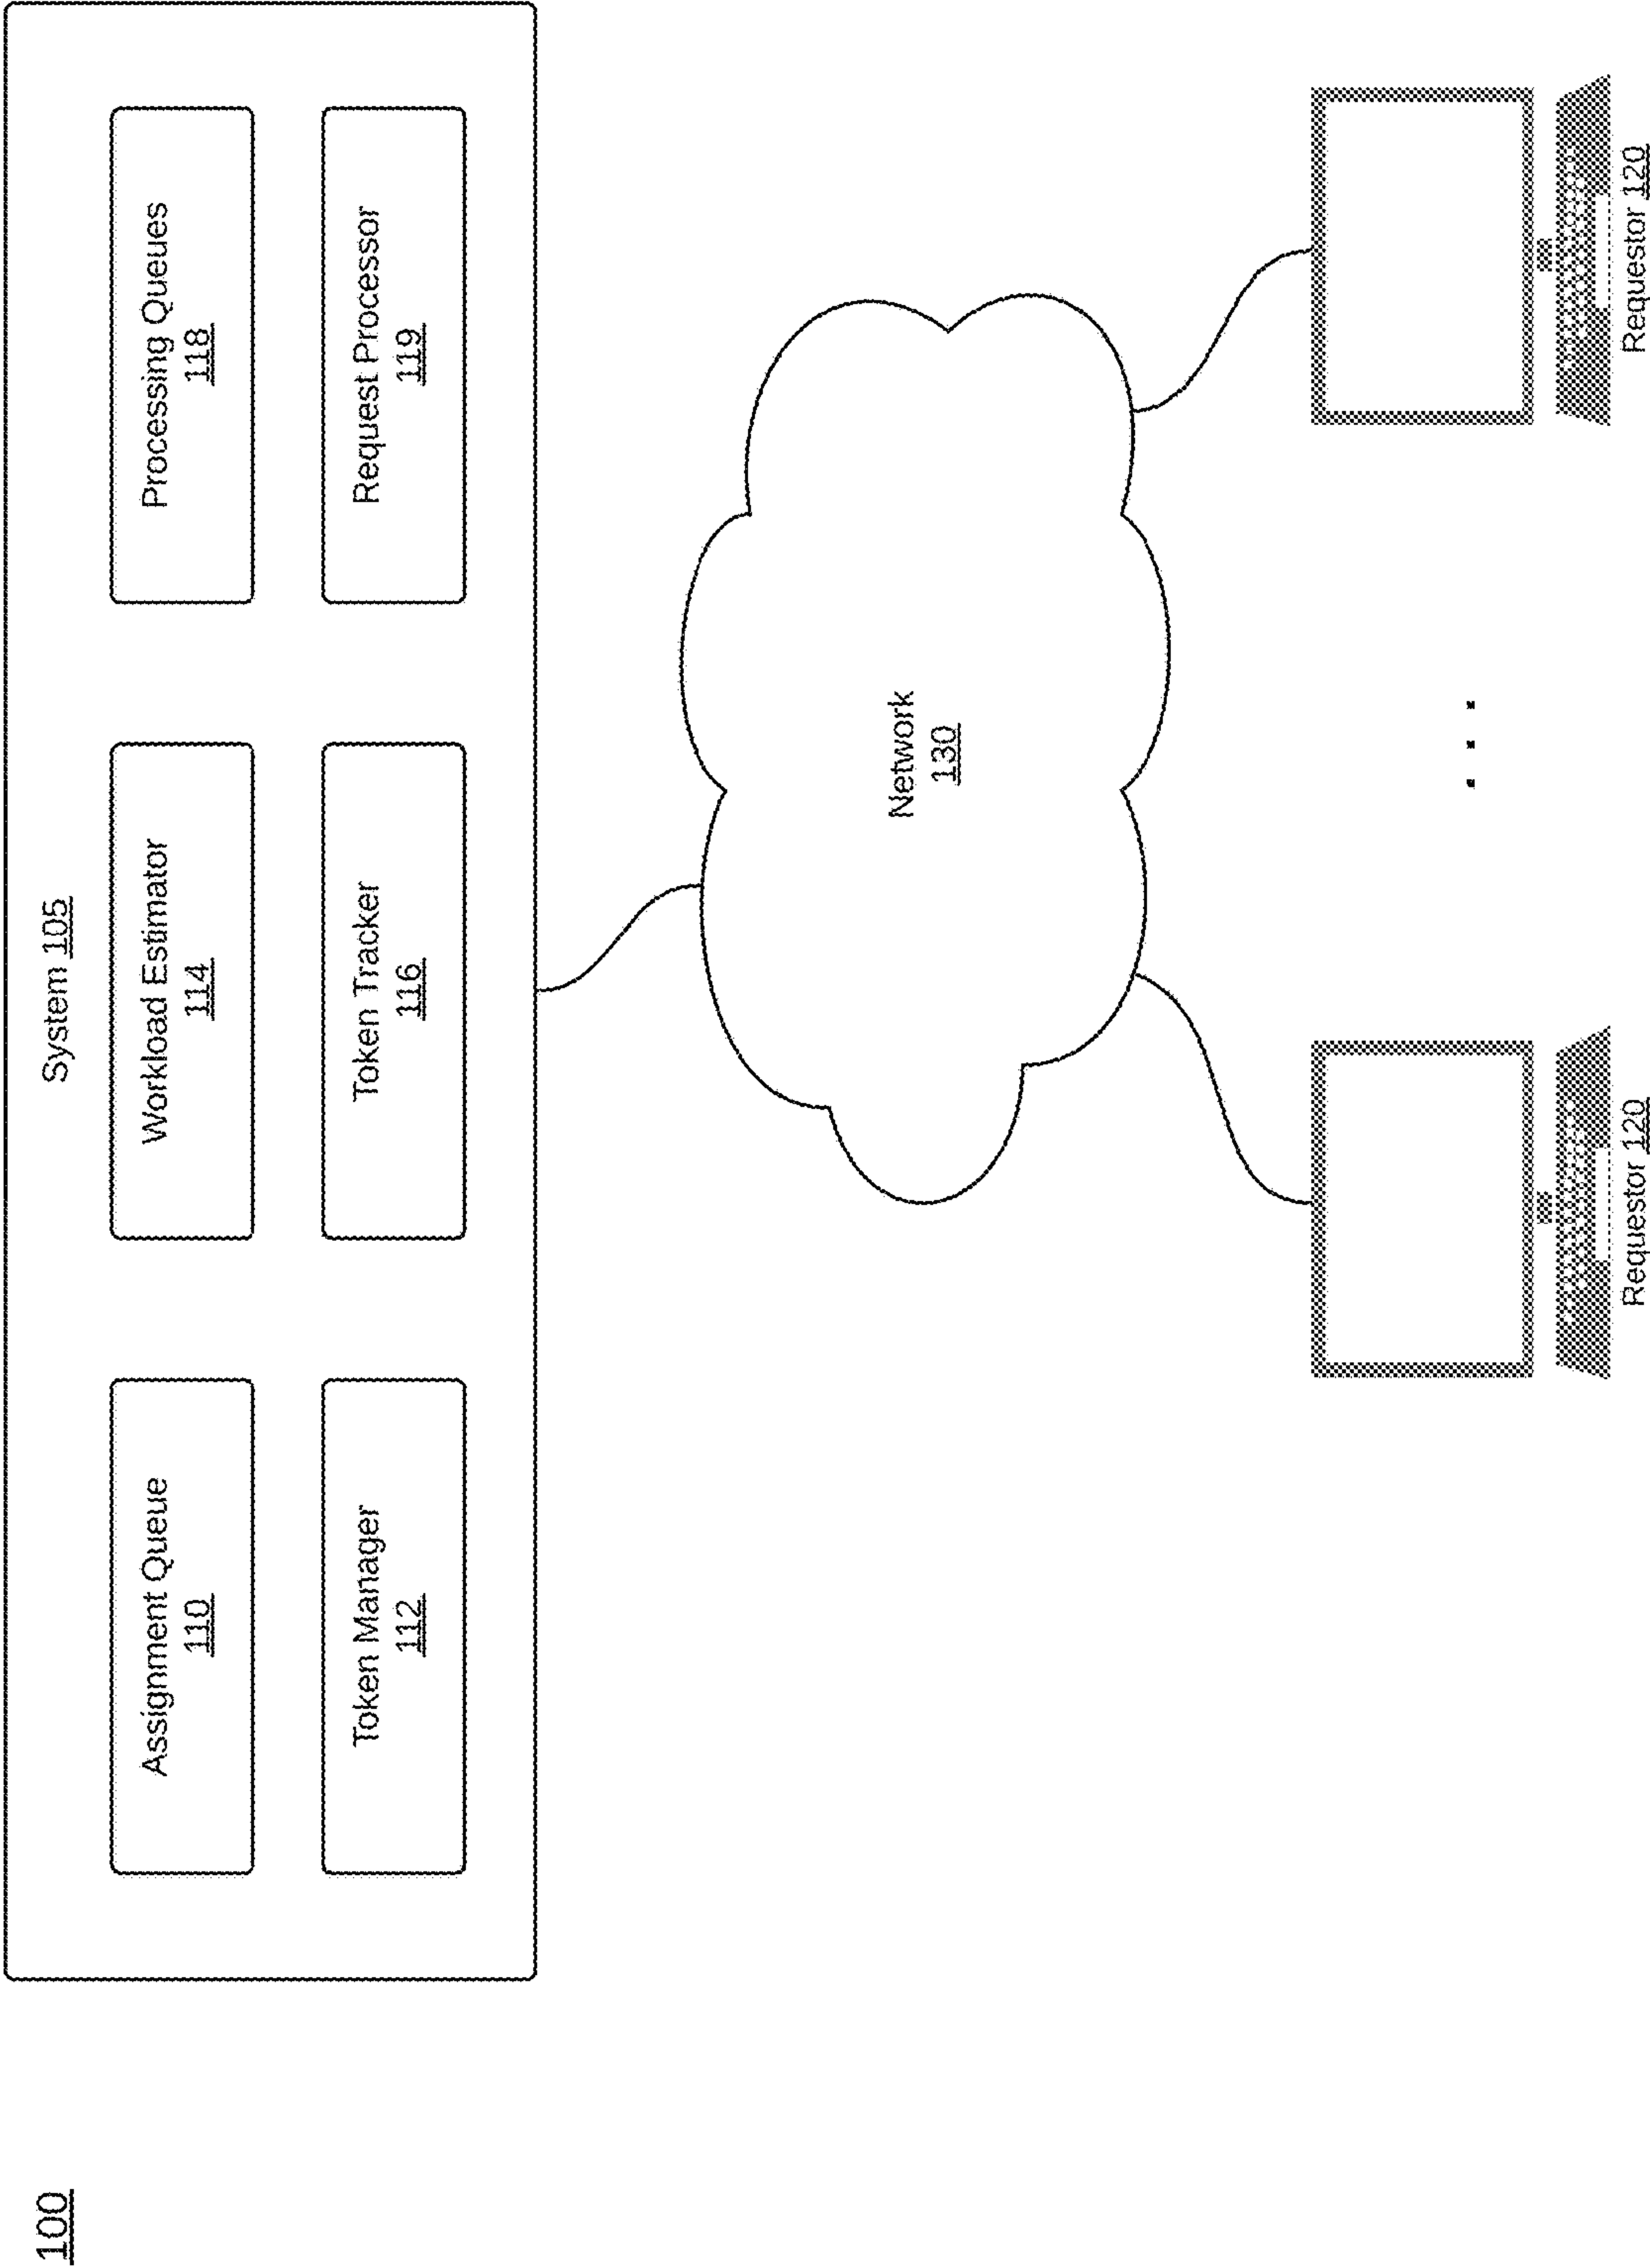 100
System 105
Assignment Queue
110
Workload Estimator
114
Processing Queues
118
Token Manager
112
Token Tracker
116
Request Processor
119
Network
130
Requestor 120
. . .
Requestor 120